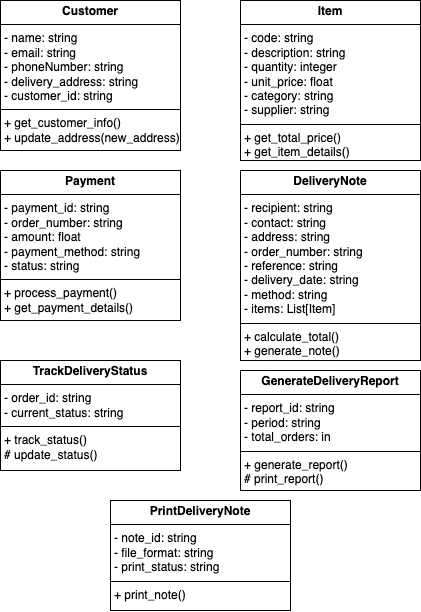 Customer
- name: string
- email: string
- phoneNumber: string
- delivery_address: string
- customer_id: string
+ get_customer_info()
+ update_address(new_address)
Item
- code: string
- description: string
- quantity: integer
- unit_price: float
- category: string
- supplier: string
+ get_total_price()
+ get_item_details()
Payment
- payment_id: string
- order_number: string
- amount: float
- payment_method: string
- status: string
+ process_payment()
+ get_payment_details()
DeliveryNote
- recipient: string
- contact: string
- address: string
- order_number: string
- reference: string
- delivery_date: string
- method: string
- items: List[Item]
+ calculate_total()
+ generate_note()
TrackDeliveryStatus
- order_id: string
- current_status: string
+ track_status()
# update_status()
GenerateDeliveryReport
- report_id: string
- period: string
- total_orders: in
+ generate_report()
# print_report()
PrintDeliveryNote
- note_id: string
- file_format: string
- print_status: string
+ print_note()